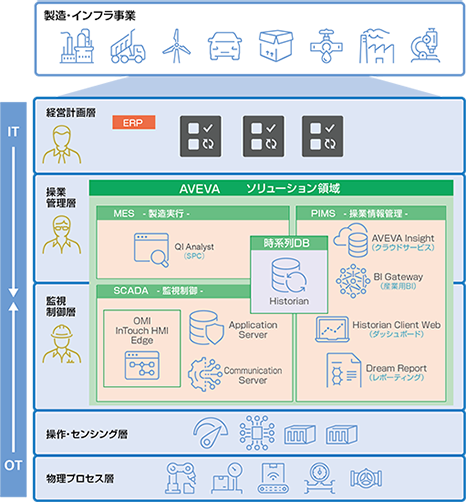 製造・インフラ事業
IT
経営計画層
ERP
操業
管理層
AVEVA ソリューション領域
MES - 製造実行 -
QI Analyst
(SPC)
時系列DB
Historian
PIMS - 操業情報管理 -
AVEVA Insight
(クラウドサービス)
BI Gateway
(産業用BI)
監視
制御層
SCADA - 監視制御 -
OMI
InTouch HMI
Edge
Application
Server
Communication
Server
Historian Client Web
(ダッシュボード)
Dream Report
(レポーティング)
操作・センシング層
OT
物理プロセス層